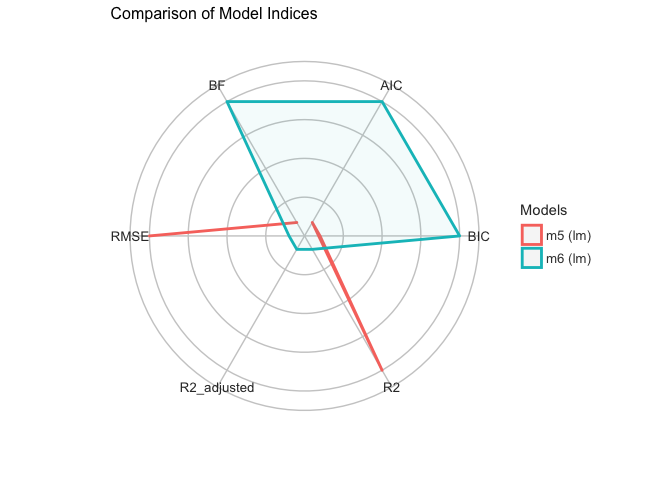 Comparison of Model Indices
BF
AIC
RMSE
BIC
R2_adjusted
R2
Models
m5 (lm)
m6 (lm)